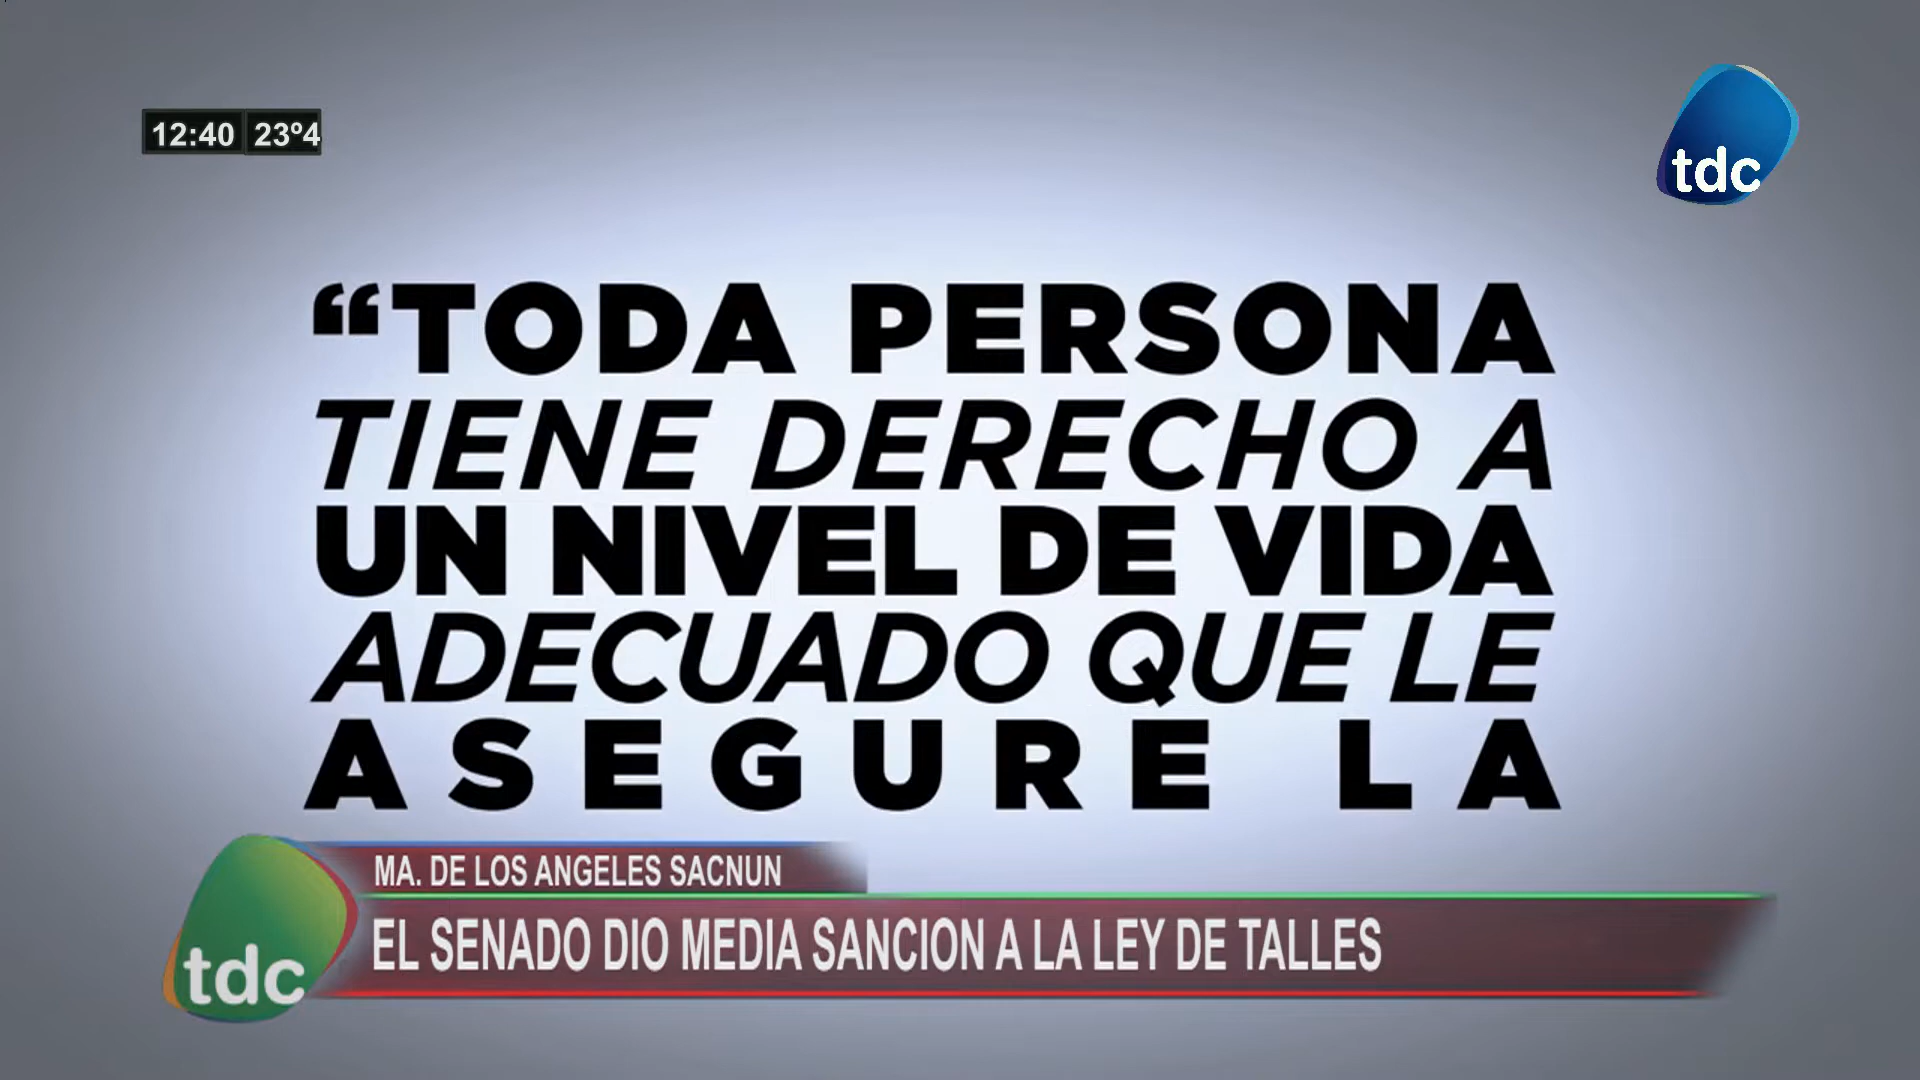 12:40 23º4
tdc
“TODA PERSONA
TIENE DERECHO A
UN NIVEL DE VIDA
ADECUADO QUE LE
ASEGURE LA
MA. DE LOS ANGELES SACNUN
EL SENADO DIO MEDIA SANCION A LA LEY DE TALLES
tdc